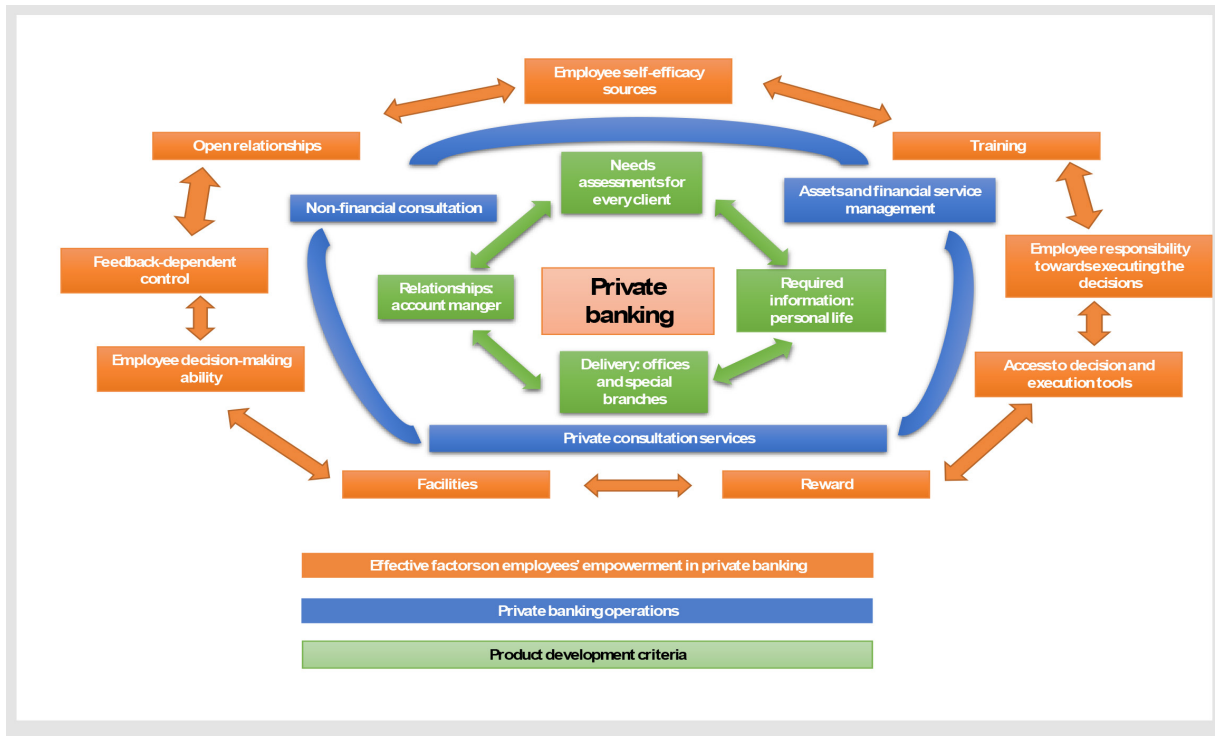 Employee self-efficacy
sources
Open relationships
Training
Needs
assessments for
every client
Non-financial consultation
Assets and financial service
management
Feedback-dependent
control
Employee responsibility
towards executing the
decisions
Relationships:
account manger
Private
banking
Required
information:
personal life
Employee decision-making
ability
Delivery: offices
and special
branches
Access to decision and
execution tools
Private consultation services
Facilities
Reward
Effective factors on employees' empowerment in private banking
Private banking operations
Product development criteria